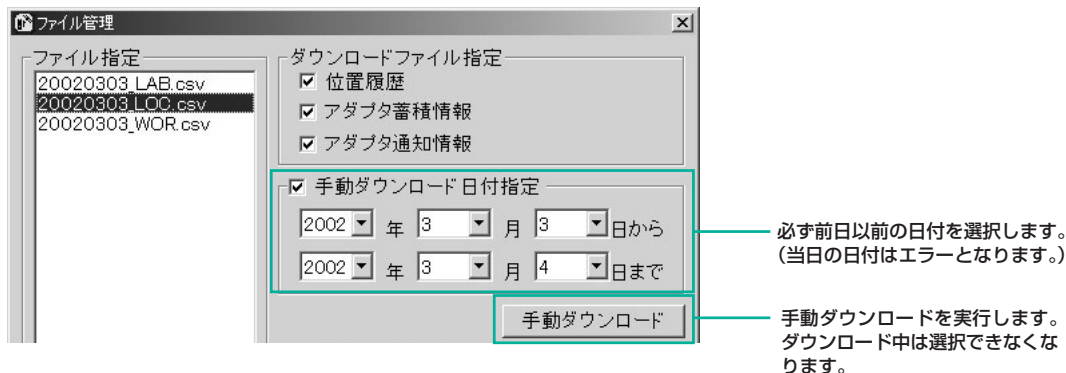 ファイル管理
ファイル指定
20020303_LAB.csv
20020303_LOC.csv
20020303_WOR.csv
ダウンロードファイル指定
位置履歴
アダプタ蓄積情報
アダプタ通知情報
手動ダウンロード日付指定
2002 年 3 月 3 日から
2002 年 3 月 4 日まで
手動ダウンロード
必ず前日以前の日付を選択します。
(当日の日付はエラーとなります。)
手動ダウンロードを実行します。
ダウンロード中は選択できなくな
ります。